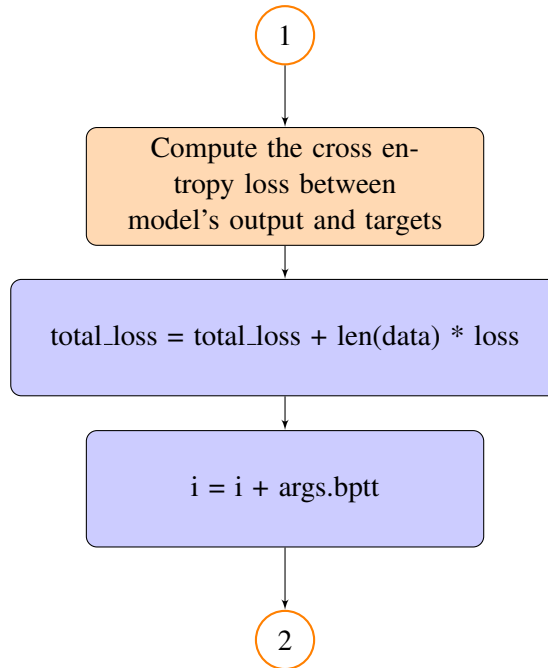 1
Compute the cross en-
tropy loss between
model's output and targets
total_loss = total_loss + len(data) * loss
i = i + args.bptt
2